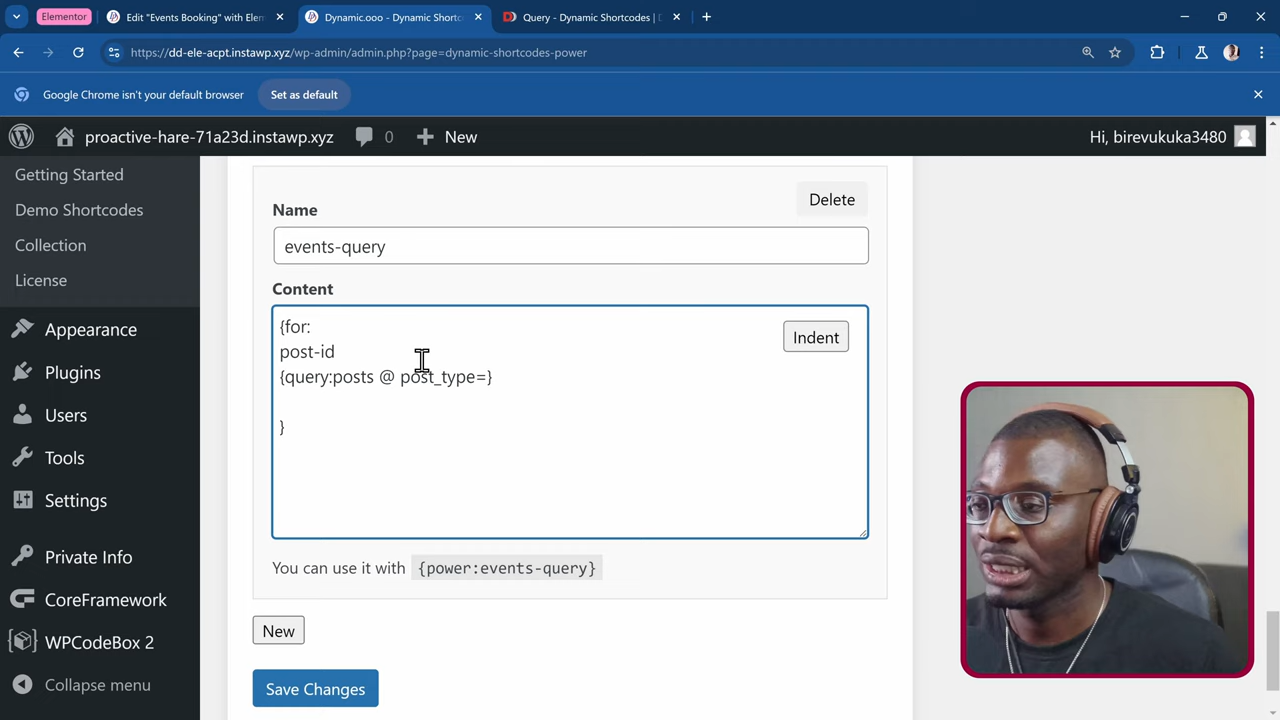 Elementor
Edit "Events Booking" with Elem
Dynamic.ooo - Dynamic Shortc
Query - Dynamic Shortcodes | D
https://dd-ele-acpt.instawp.xyz/wp-admin/admin.php?page=dynamic-shortcodes-power
Google Chrome isn't your default browser
Set as default
proactive-hare-71a23d.instawp.xyz
0
New
Hi, birevukuka3480
Getting Started
Demo Shortcodes
Collection
License
Appearance
Plugins
Users
Tools
Settings
Private Info
CoreFramework
WPCodeBox 2
Collapse menu
Delete
Name
events-query
Content
Indent
{for:
post-id
{query:posts @ post_type=}
}
You can use it with {power:events-query}
New
Save Changes